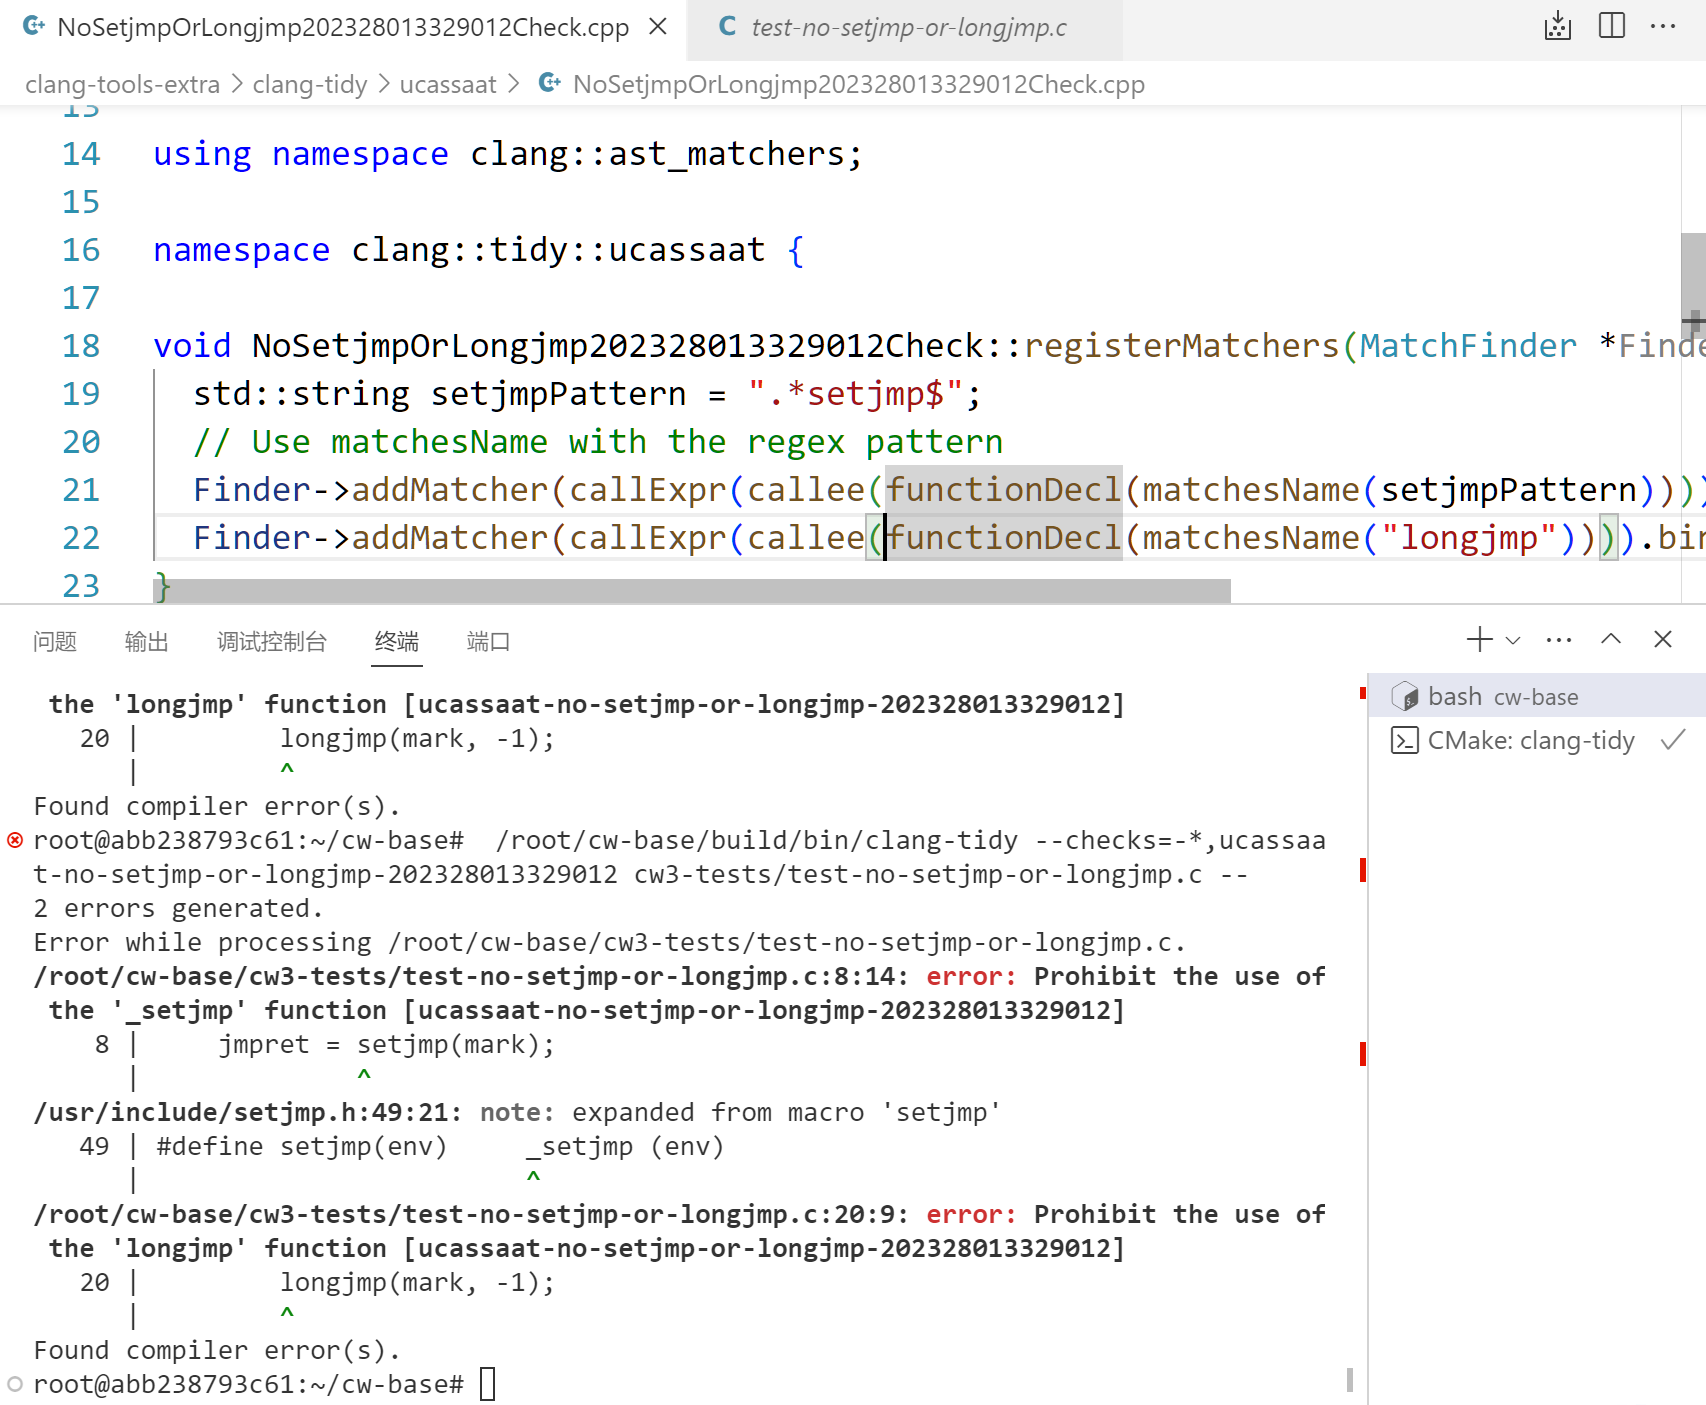 NoSetjmpOrLongjmp202328013329012Check.cpp
test-no-setjmp-or-longjmp.c
clang-tools-extra > clang-tidy > ucassaat > NoSetjmpOrLongjmp202328013329012Check.cpp
13
14 using namespace clang::ast_matchers;
15
16 namespace clang::tidy::ucassaat {
17
18 void NoSetjmpOrLongjmp202328013329012Check::registerMatchers(MatchFinder *Finde
19 std::string setjmpPattern = ".*setjmp$";
20 // Use matchesName with the regex pattern
21 Finder->addMatcher(callExpr(callee(functionDecl(matchesName(setjmpPattern))))
22 Finder->addMatcher(callExpr(callee(functionDecl(matchesName("longjmp")))).bin
23 }
问题 输出 调试控制台 终端 端口
the 'longjmp' function [ucassaat-no-setjmp-or-longjmp-202328013329012]
20 | longjmp(mark, -1);
| ^
Found compiler error(s).
root@abb238793c61:~/cw-base# /root/cw-base/build/bin/clang-tidy --checks=-*,ucassaa
t-no-setjmp-or-longjmp-202328013329012 cw3-tests/test-no-setjmp-or-longjmp.c --
2 errors generated.
Error while processing /root/cw-base/cw3-tests/test-no-setjmp-or-longjmp.c.
/root/cw-base/cw3-tests/test-no-setjmp-or-longjmp.c:8:14: error: Prohibit the use of
the '_setjmp' function [ucassaat-no-setjmp-or-longjmp-202328013329012]
8 | jmpret = setjmp(mark);
| ^
/usr/include/setjmp.h:49:21: note: expanded from macro 'setjmp'
49 | #define setjmp(env) _setjmp (env)
| ^
/root/cw-base/cw3-tests/test-no-setjmp-or-longjmp.c:20:9: error: Prohibit the use of
the 'longjmp' function [ucassaat-no-setjmp-or-longjmp-202328013329012]
20 | longjmp(mark, -1);
| ^
Found compiler error(s).
root@abb238793c61:~/cw-base#
bash cw-base
CMake: clang-tidy